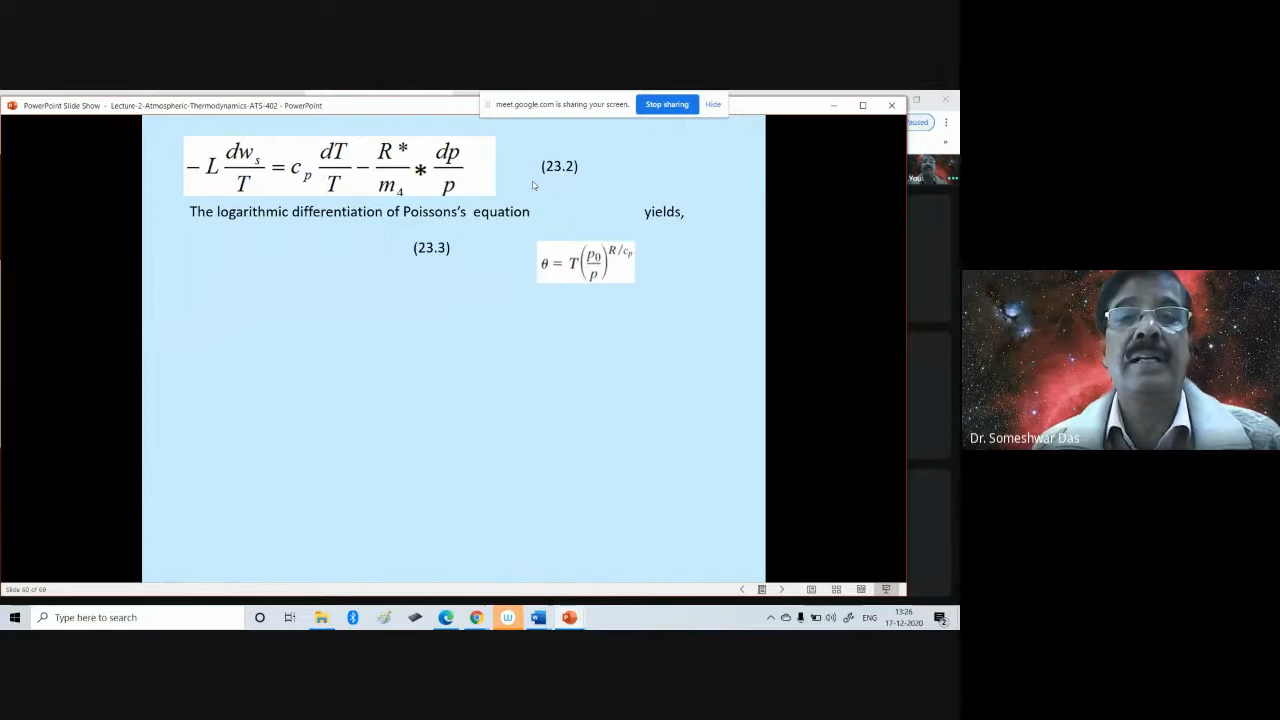 PowerPoint Slide Show - Lecture-2-Atmospheric-Thermodynamics-ATS-402 - PowerPoint
meet.google.com is sharing your screen.
Stop sharing
Hide
− L dw_s/T = c_p dT/T − R*/m_4 * dp/p
(23.2)
The logarithmic differentiation of Poissons's equation yields,
(23.3)
θ = T(p_0/p)^{R/c_p}
Slide 60 of 69
Type here to search
ENG
13:26
17-12-2020
2
Dr. Someshwar Das